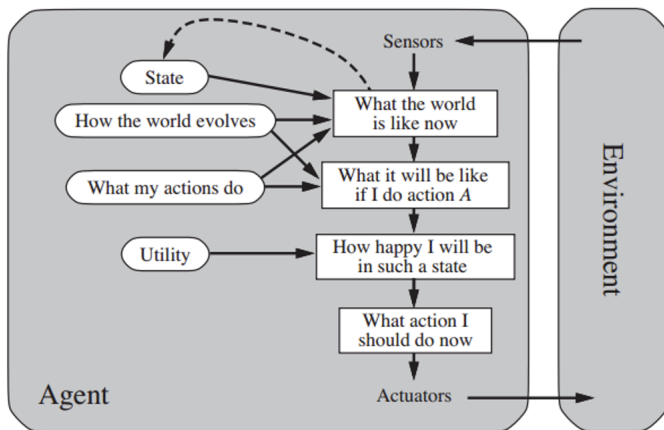 Sensors
State
What the world
is like now
How the world evolves
What my actions do
What it will be like
if I do action A
Utility
How happy I will be
in such a state
What action I
should do now
Agent
Actuators
Environment